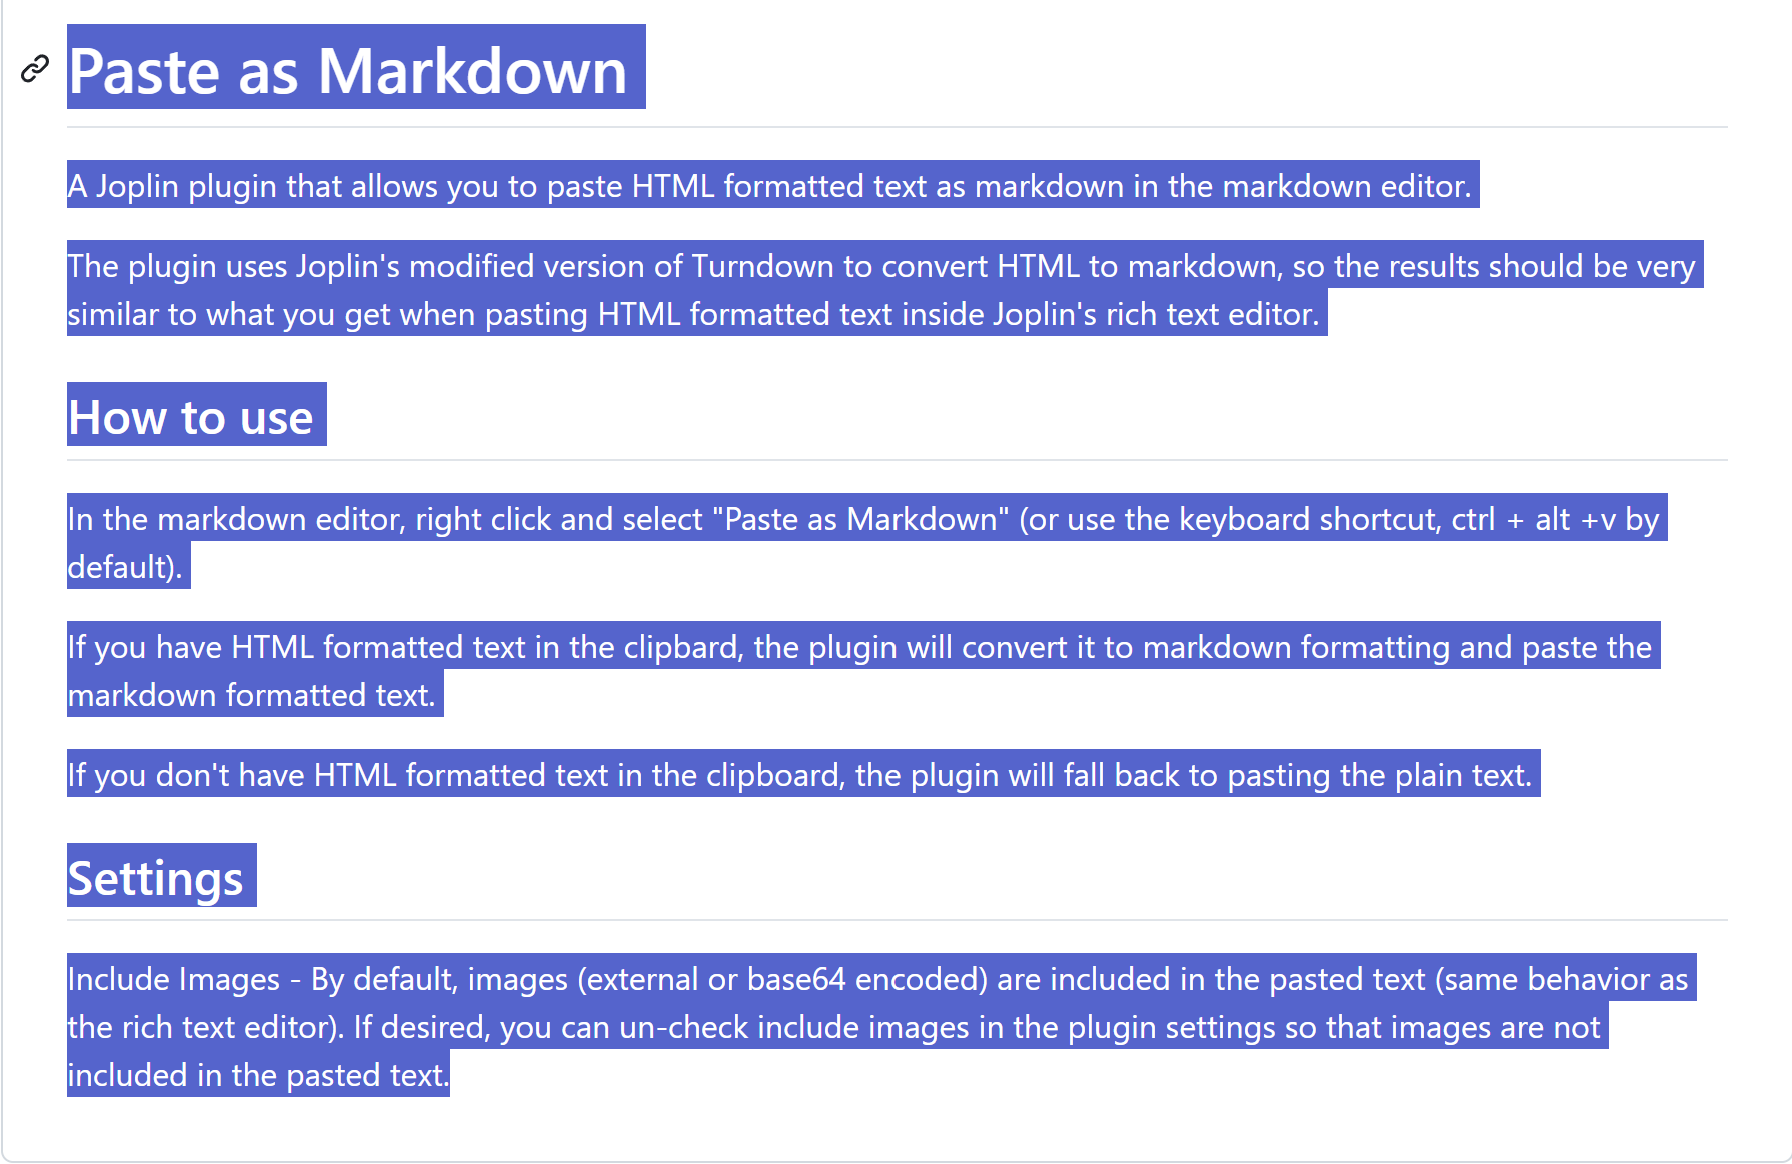 Paste as Markdown
A Joplin plugin that allows you to paste HTML formatted text as markdown in the markdown editor.
The plugin uses Joplin's modified version of Turndown to convert HTML to markdown, so the results should be very
similar to what you get when pasting HTML formatted text inside Joplin's rich text editor.
How to use
In the markdown editor, right click and select "Paste as Markdown" (or use the keyboard shortcut, ctrl + alt +v by
default).
If you have HTML formatted text in the clipbard, the plugin will convert it to markdown formatting and paste the
markdown formatted text.
If you don't have HTML formatted text in the clipboard, the plugin will fall back to pasting the plain text.
Settings
Include Images - By default, images (external or base64 encoded) are included in the pasted text (same behavior as
the rich text editor). If desired, you can un-check include images in the plugin settings so that images are not
included in the pasted text.